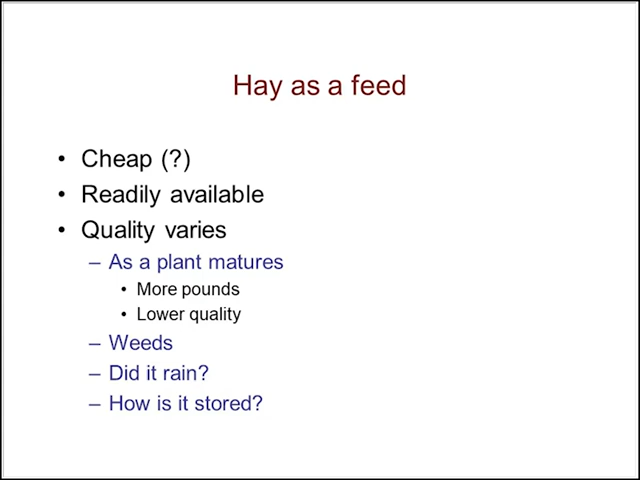 Hay as a feed
• Cheap (?)
• Readily available
• Quality varies
– As a plant matures
• More pounds
• Lower quality
– Weeds
– Did it rain?
– How is it stored?